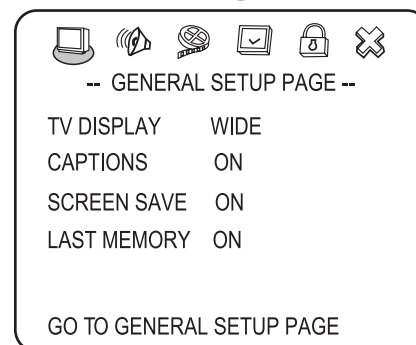 -- GENERAL SETUP PAGE --
TV DISPLAY WIDE
CAPTIONS ON
SCREEN SAVE ON
LAST MEMORY ON
GO TO GENERAL SETUP PAGE